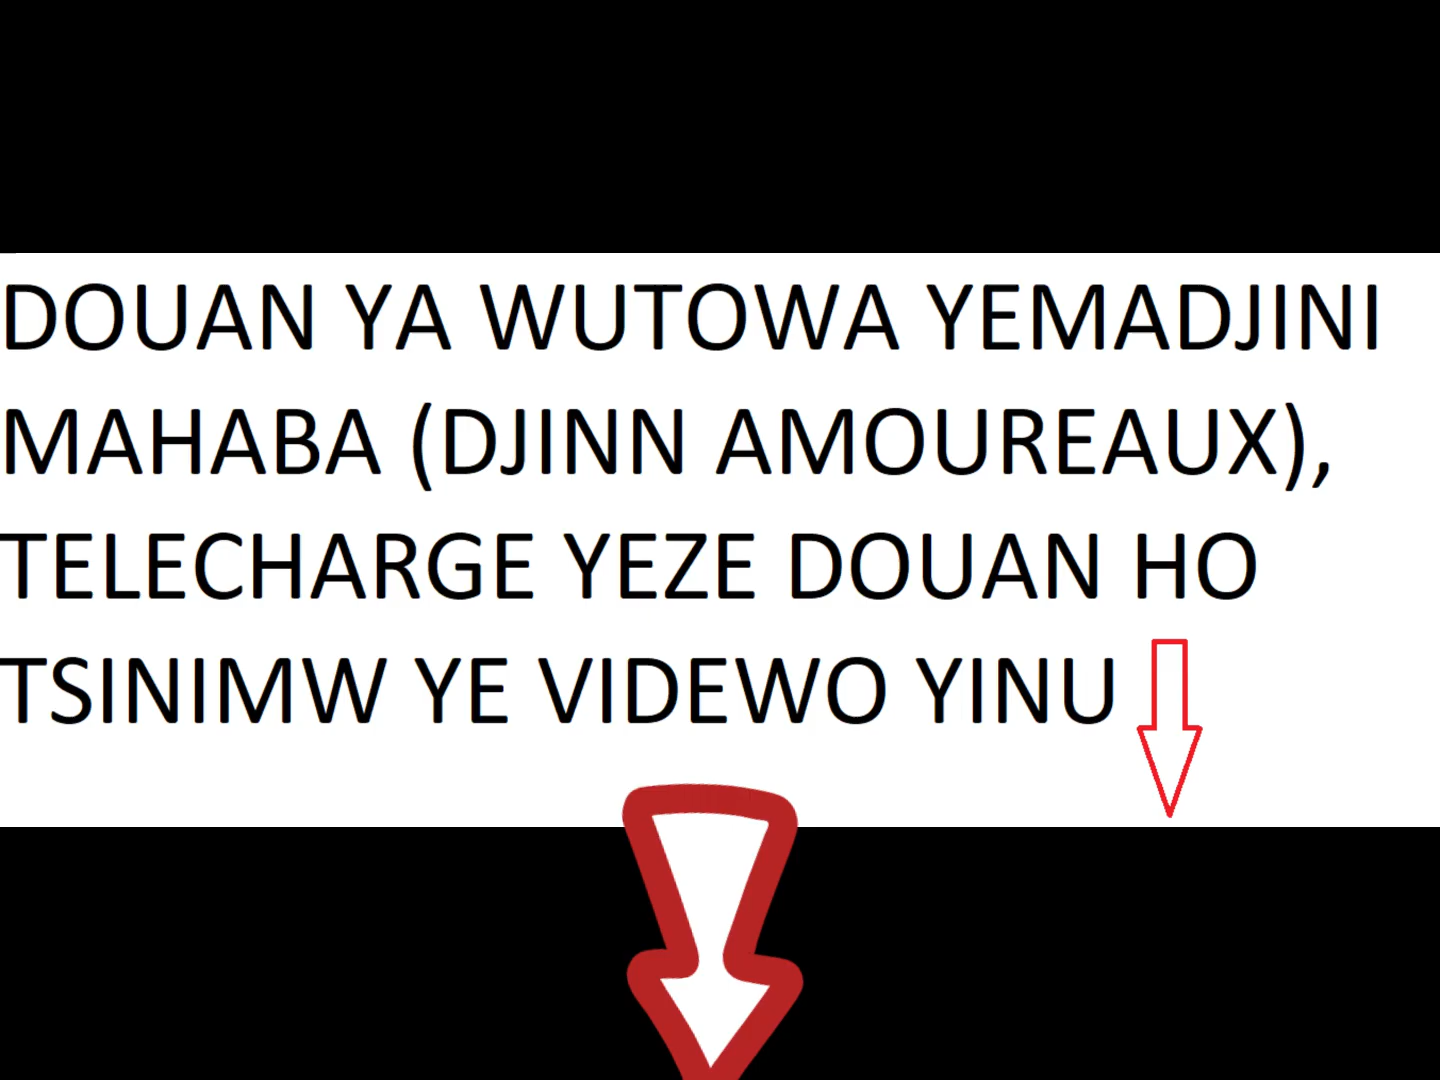 DOUAN YA WUTOWA YEMADJINI
MAHABA (DJINN AMOUREAUX),
TELECHARGE YEZE DOUAN HO
TSINIMW YE VIDEWO YINU